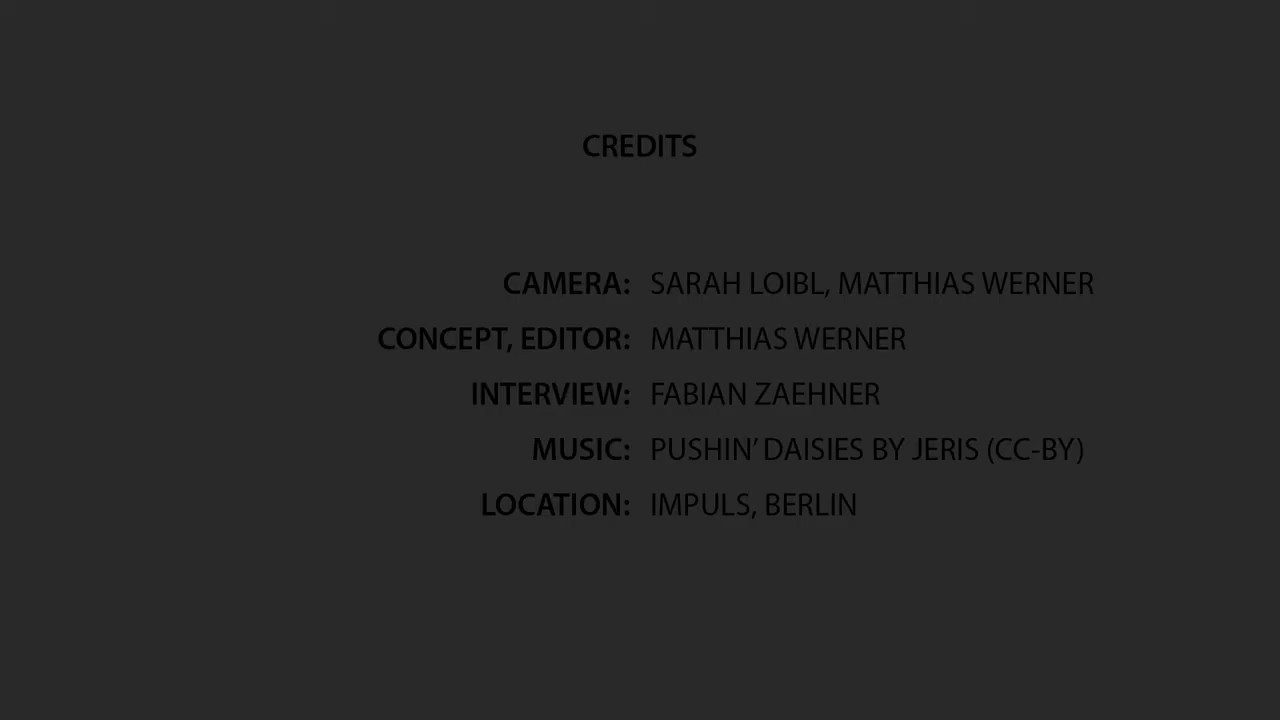 CREDITS
CAMERA: SARAH LOIBL, MATTHIAS WERNER
CONCEPT, EDITOR: MATTHIAS WERNER
INTERVIEW: FABIAN ZAEHNER
MUSIC: PUSHIN’ DAISIES BY JERIS (CC-BY)
LOCATION: IMPULS, BERLIN